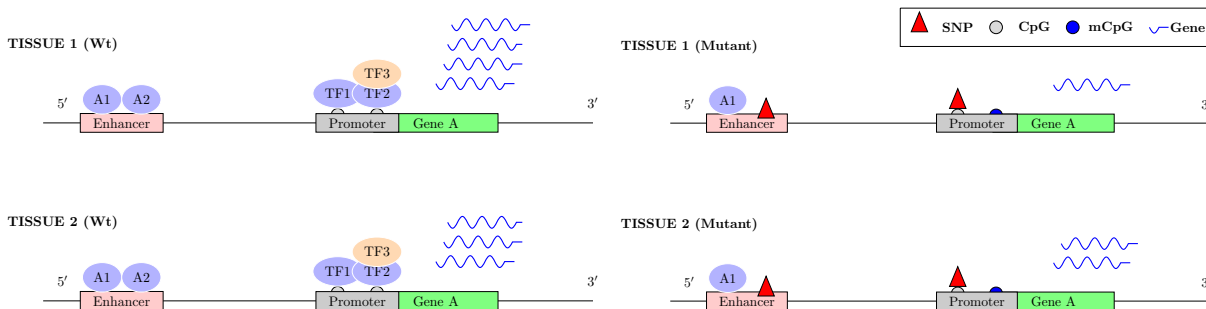 SNP CpG mCpG Gene
TISSUE 1 (Wt)
TF3
A1 A2 TF1 TF2
5′ 3′
Enhancer Promoter Gene A
TISSUE 1 (Mutant)
A1
5′ 3
Enhancer Promoter Gene A
TISSUE 2 (Wt)
TF3
A1 A2 TF1 TF2
5′ 3′
Enhancer Promoter Gene A
TISSUE 2 (Mutant)
A1
5′ 3
Enhancer Promoter Gene A